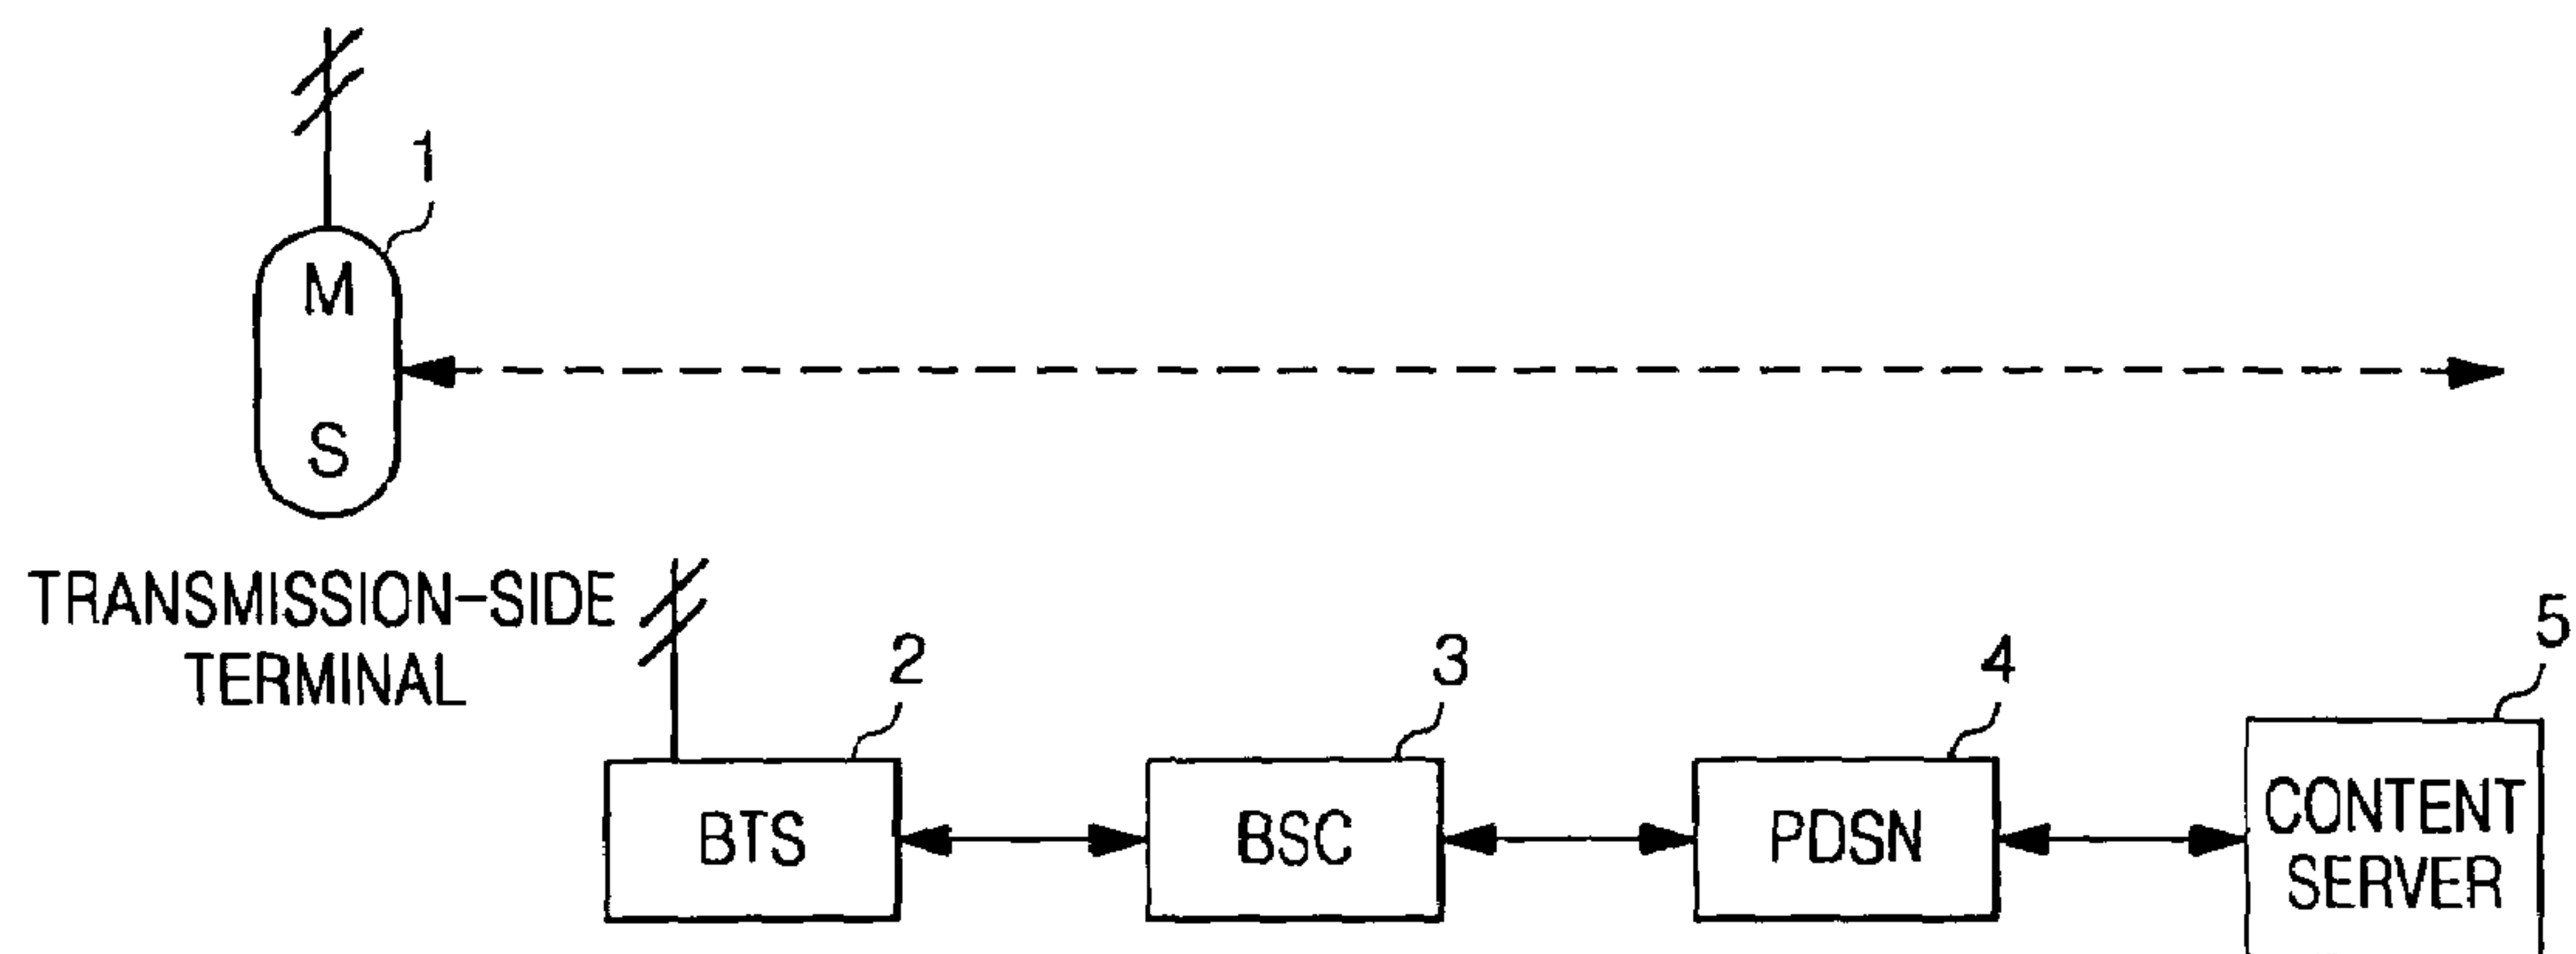 1
M
S
TRANSMISSION-SIDE
TERMINAL
2
3
4
5
BTS
BSC
PDSN
CONTENT
SERVER